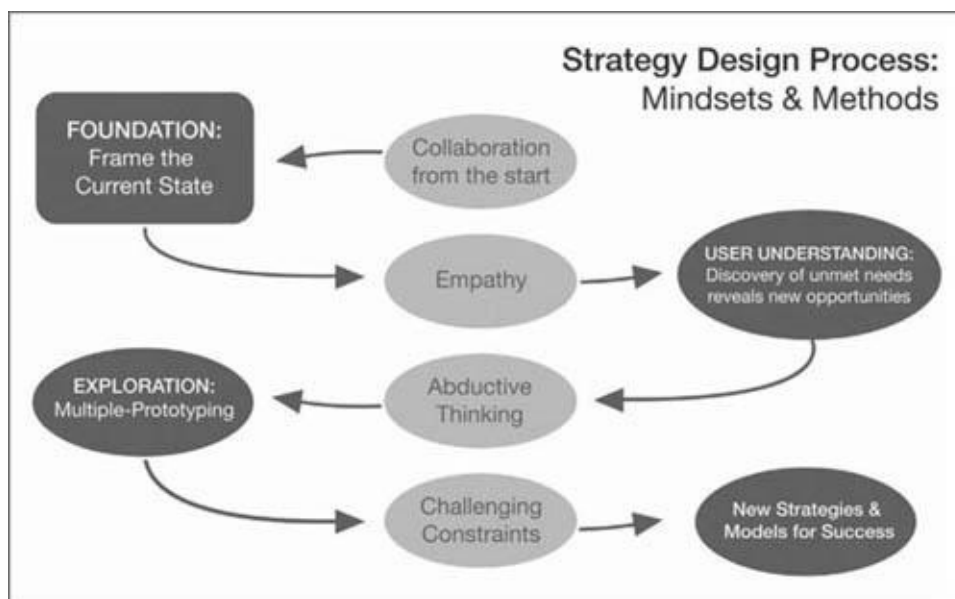 Strategy Design Process:
Mindsets & Methods
FOUNDATION:
Frame the
Current State
Collaboration
from the start
Empathy
USER UNDERSTANDING:
Discovery of unmet needs
reveals new opportunities
EXPLORATION:
Multiple-Prototyping
Abductive
Thinking
Challenging
Constraints
New Strategies &
Models for Success